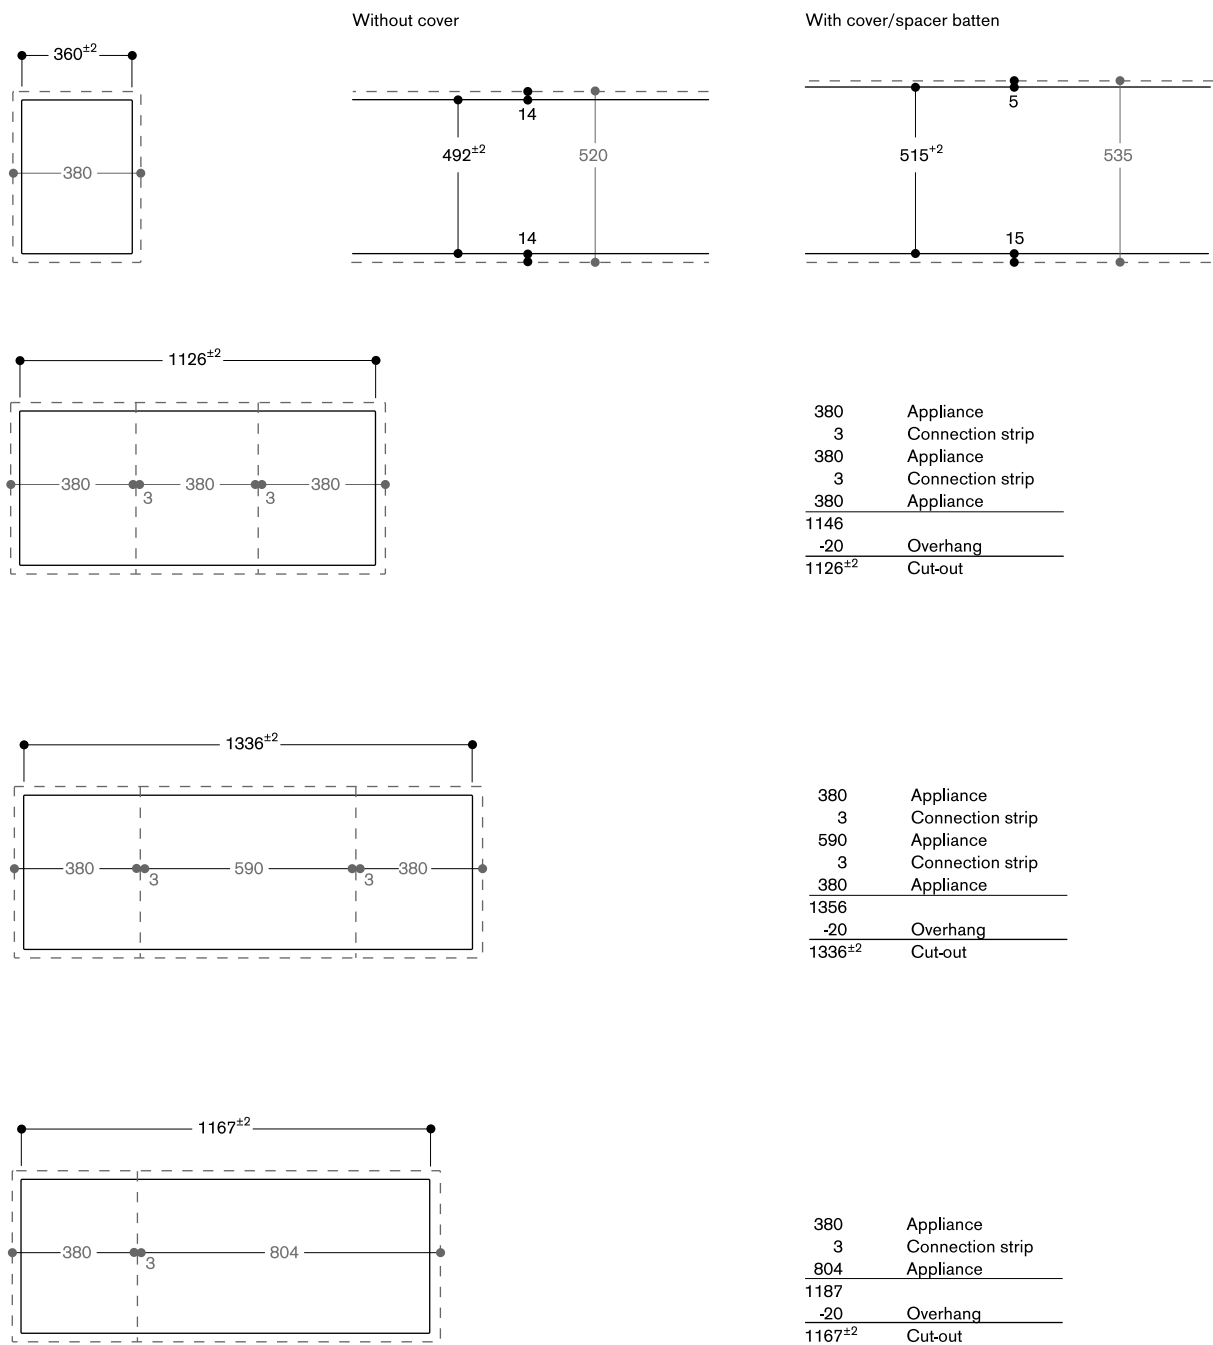 Without cover
With cover/spacer batten
360±2
14
5
492±2
520
515+2
535
380
14
15
1126±2
380
3
380
3
380
380 Appliance
3 Connection strip
380 Appliance
3 Connection strip
380 Appliance
1146
-20 Overhang
1126±2 Cut-out
1336±2
380
3
590
3
380
380 Appliance
3 Connection strip
590 Appliance
3 Connection strip
380 Appliance
1356
-20 Overhang
1336±2 Cut-out
1167±2
380
3
804
380 Appliance
3 Connection strip
804 Appliance
1187
-20 Overhang
1167±2 Cut-out